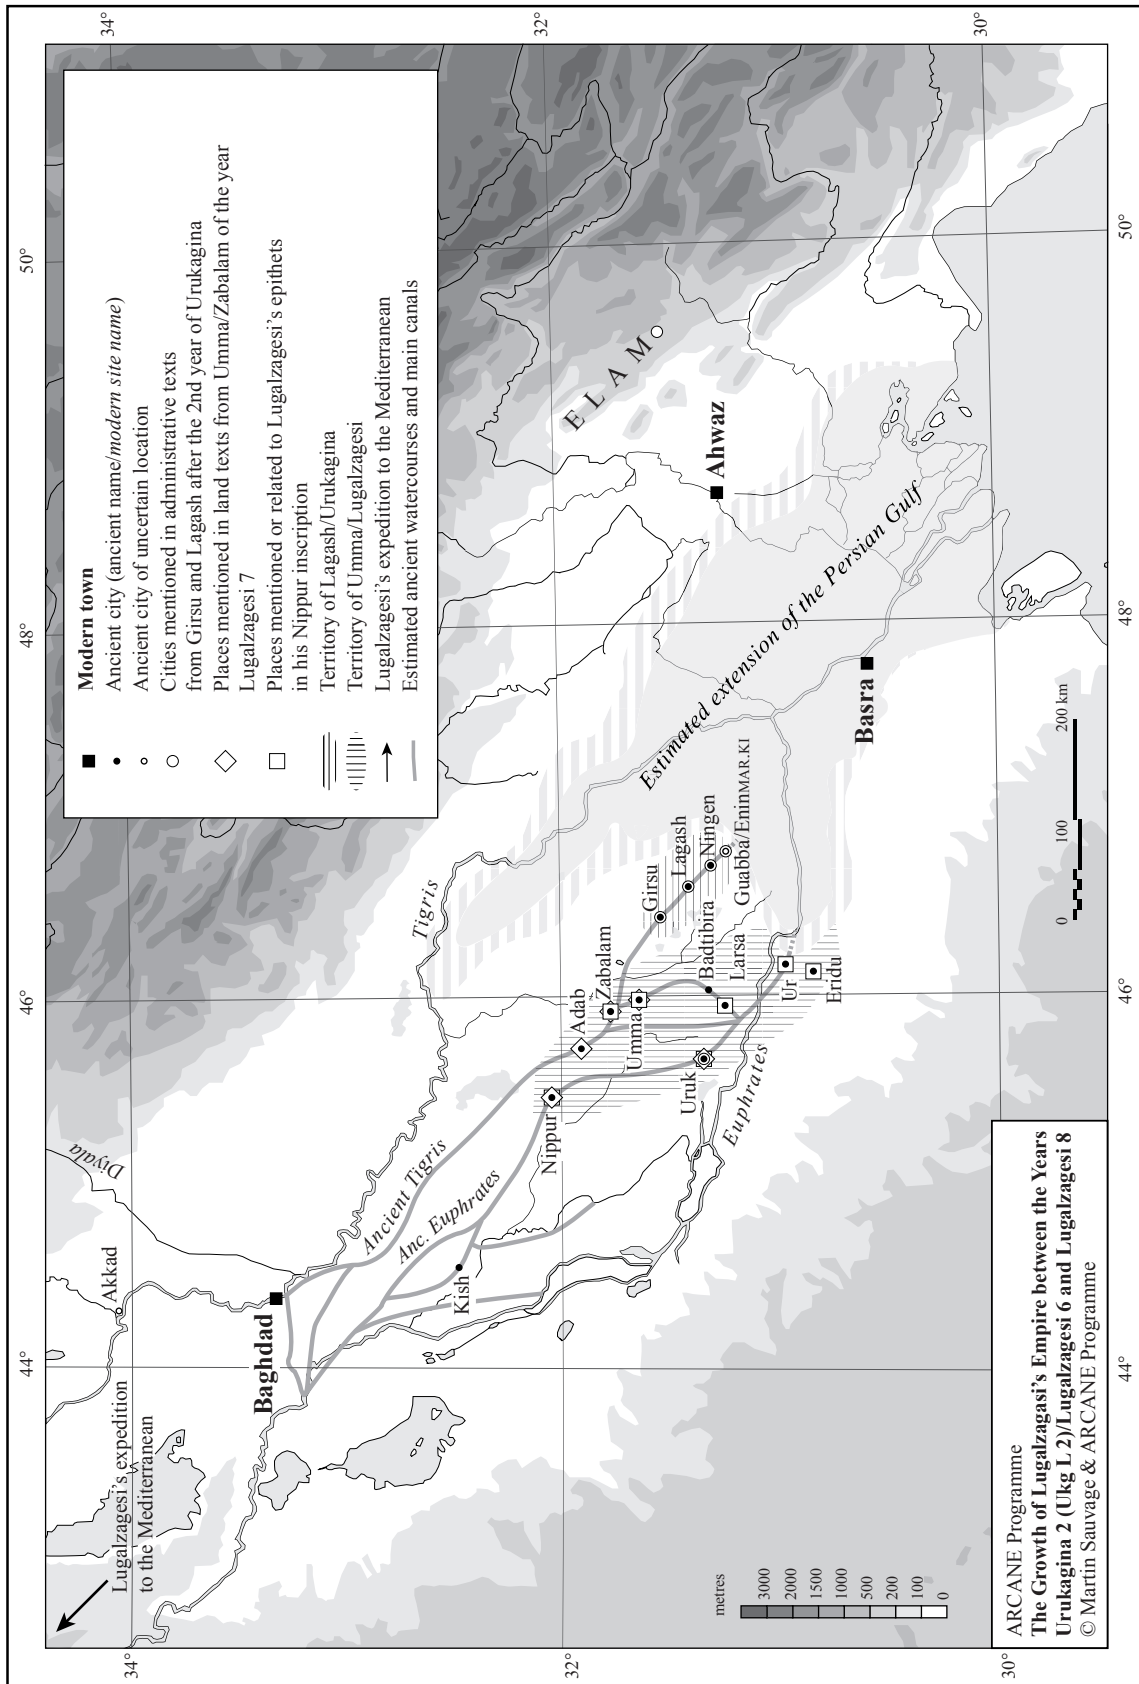 34°
32°
30°
Modern town
Ancient city (ancient name/modern site name)
Ancient city of uncertain location
Cities mentioned in administrative texts
from Girsu and Lagash after the 2nd year of Urukagina
Places mentioned in land texts from Umma/Zabalam of the year
Lugalzagesi 7
Places mentioned or related to Lugalzagesi's epithets
in his Nippur inscription
Territory of Lagash/Urukagina
Territory of Umma/Lugalzagesi
Lugalzagesi's expedition to the Mediterranean
Estimated ancient watercourses and main canals
50°
50°
48°
48°
46°
46°
44°
44°
ELAM
Ahwaz
Estimated extension of the Persian Gulf
Basra
Tigris
Girsu
Lagash
Ningen
Guabba/EninMAR.KI
Zabalam
Adab
Umma
Badtibira
Larsa
Ur
Eridu
Uruk
Euphrates
Nippur
Diyala
Ancient Tigris
Anc. Euphrates
Kish
Akkad
Baghdad
Lugalzagesi's expedition
to the Mediterranean
0
100
200 km
metres
3000
2000
1500
1000
500
200
100
0
34°
32°
30°
ARCANE Programme
The Growth of Lugalzagasi's Empire between the Years
Urukagina 2 (Ukg L 2)/Lugalzagesi 6 and Lugalzagesi 8
© Martin Sauvage & ARCANE Programme